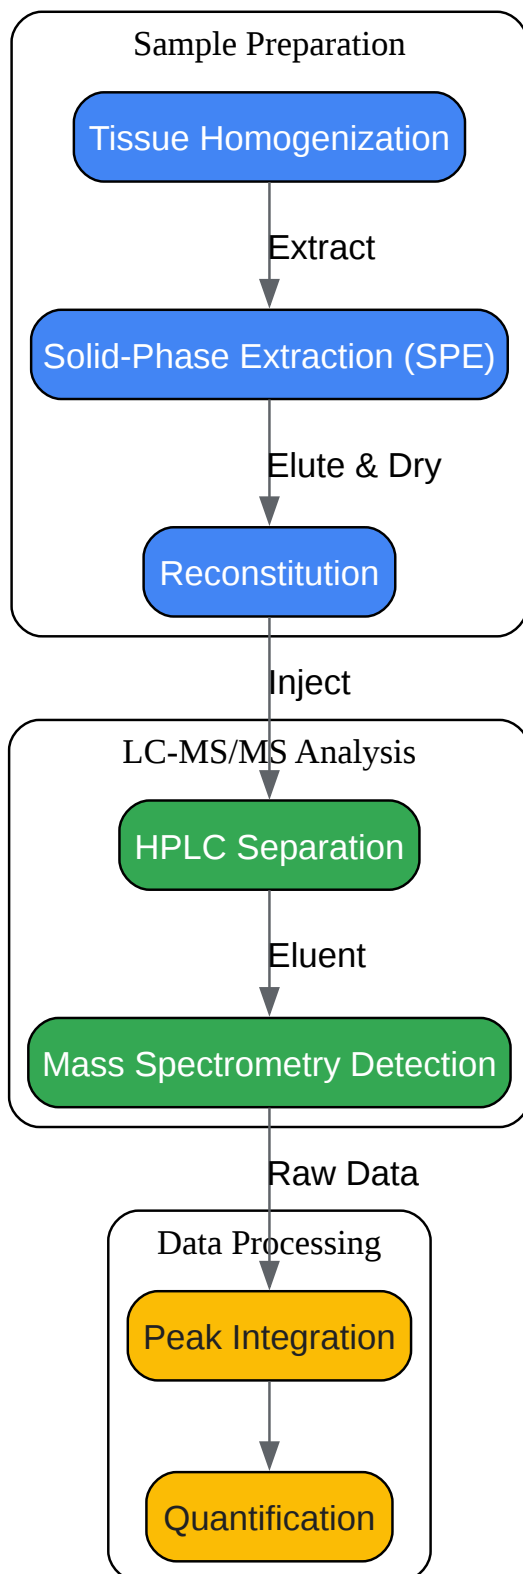 Sample Preparation
Tissue Homogenization
Extract
Solid-Phase Extraction (SPE)
Elute & Dry
Reconstitution
Inject
LC-MS/MS Analysis
HPLC Separation
Eluent
Mass Spectrometry Detection
Raw Data
Data Processing
Peak Integration
Quantification